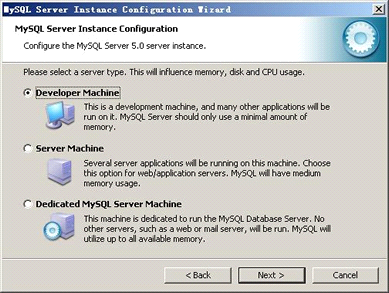 MySQL Server Instance Configuration Wizard
MySQL Server Instance Configuration
Configure the MySQL Server 5.0 server instance.
Please select a server type. This will influence memory, disk and CPU usage.
Developer Machine
This is a development machine, and many other applications will be
run on it. MySQL Server should only use a minimal amount of
memory.
Server Machine
Several server applications will be running on this machine. Choose
this option for web/application servers. MySQL will have medium
memory usage.
Dedicated MySQL Server Machine
This machine is dedicated to run the MySQL Database Server. No
other servers, such as a web or mail server, will be run. MySQL will
utilize up to all available memory.
< Back Next > Cancel